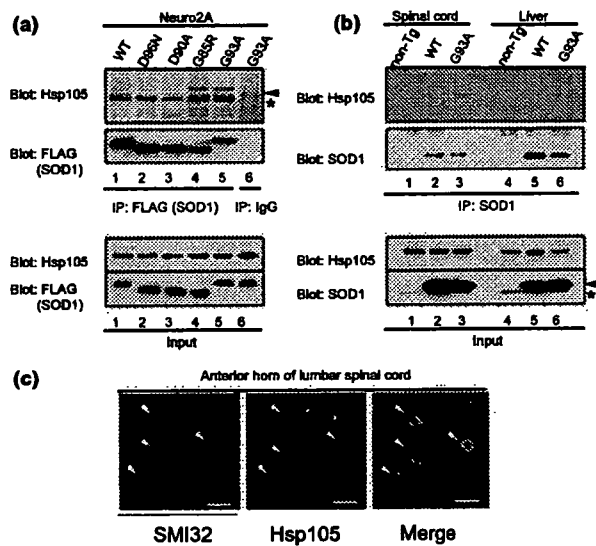 (a)
Neuro2A
WT D96N D90A G85R G93A G93A
Blot: Hsp105
*
Blot: FLAG
(SOD1)
1 2 3 4 5 6
IP: FLAG (SOD1) IP: IgG
Blot: Hsp105
Blot: FLAG
(SOD1)
1 2 3 4 5 6
Input
(b)
Spinal cord Liver
non-Tg WT G93A non-Tg WT G93A
Blot: Hsp105
Blot: SOD1
1 2 3 4 5 6
IP: SOD1
Blot: Hsp105
Blot: SOD1
*
1 2 3 4 5 6
Input
(c)
Anterior horn of lumbar spinal cord
SMI32 Hsp105 Merge